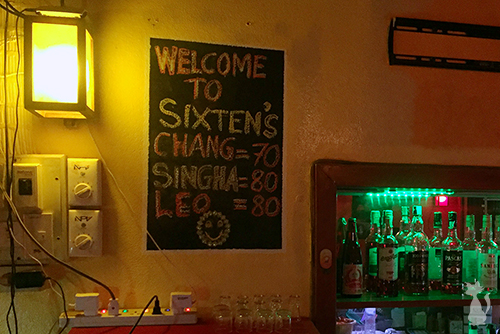 WELCOME
TO
SIXTEN'S
CHANG = 70
SINGHA = 80
LEO = 80